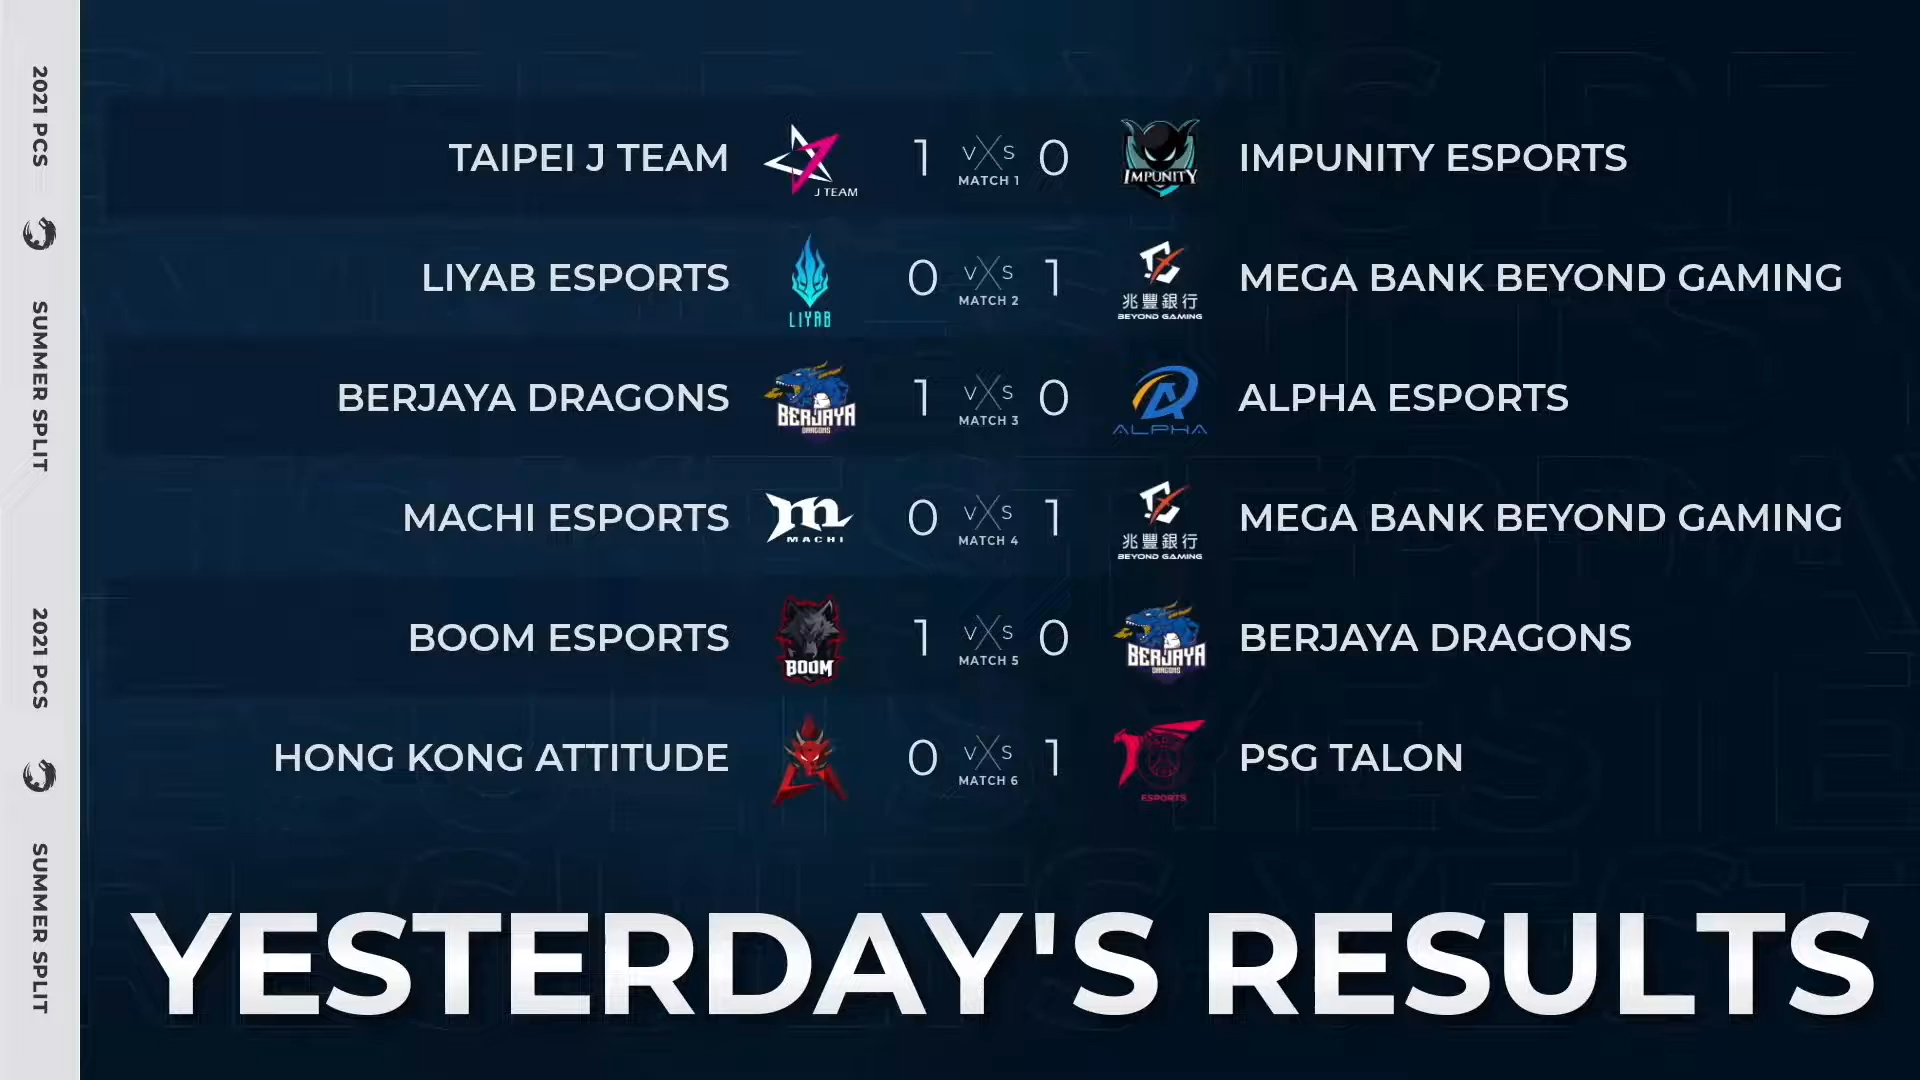 2021 PCS
SUMMER SPLIT
2021 PCS
SUMMER SPLIT
TAIPEI J TEAM J TEAM 1 VS 0 IMPUNITY IMPUNITY ESPORTS
MATCH 1
LIYAB ESPORTS LIYAB 0 VS 1 兆豐銀行 BEYOND GAMING MEGA BANK BEYOND GAMING
MATCH 2
BERJAYA DRAGONS BERJAYA DRAGONS 1 VS 0 ALPHA ALPHA ESPORTS
MATCH 3
MACHI ESPORTS MACHI 0 VS 1 兆豐銀行 BEYOND GAMING MEGA BANK BEYOND GAMING
MATCH 4
BOOM ESPORTS BOOM 1 VS 0 BERJAYA DRAGONS BERJAYA DRAGONS
MATCH 5
HONG KONG ATTITUDE 0 VS 1 ESPORTS PSG TALON
MATCH 6
YESTERDAY'S RESULTS